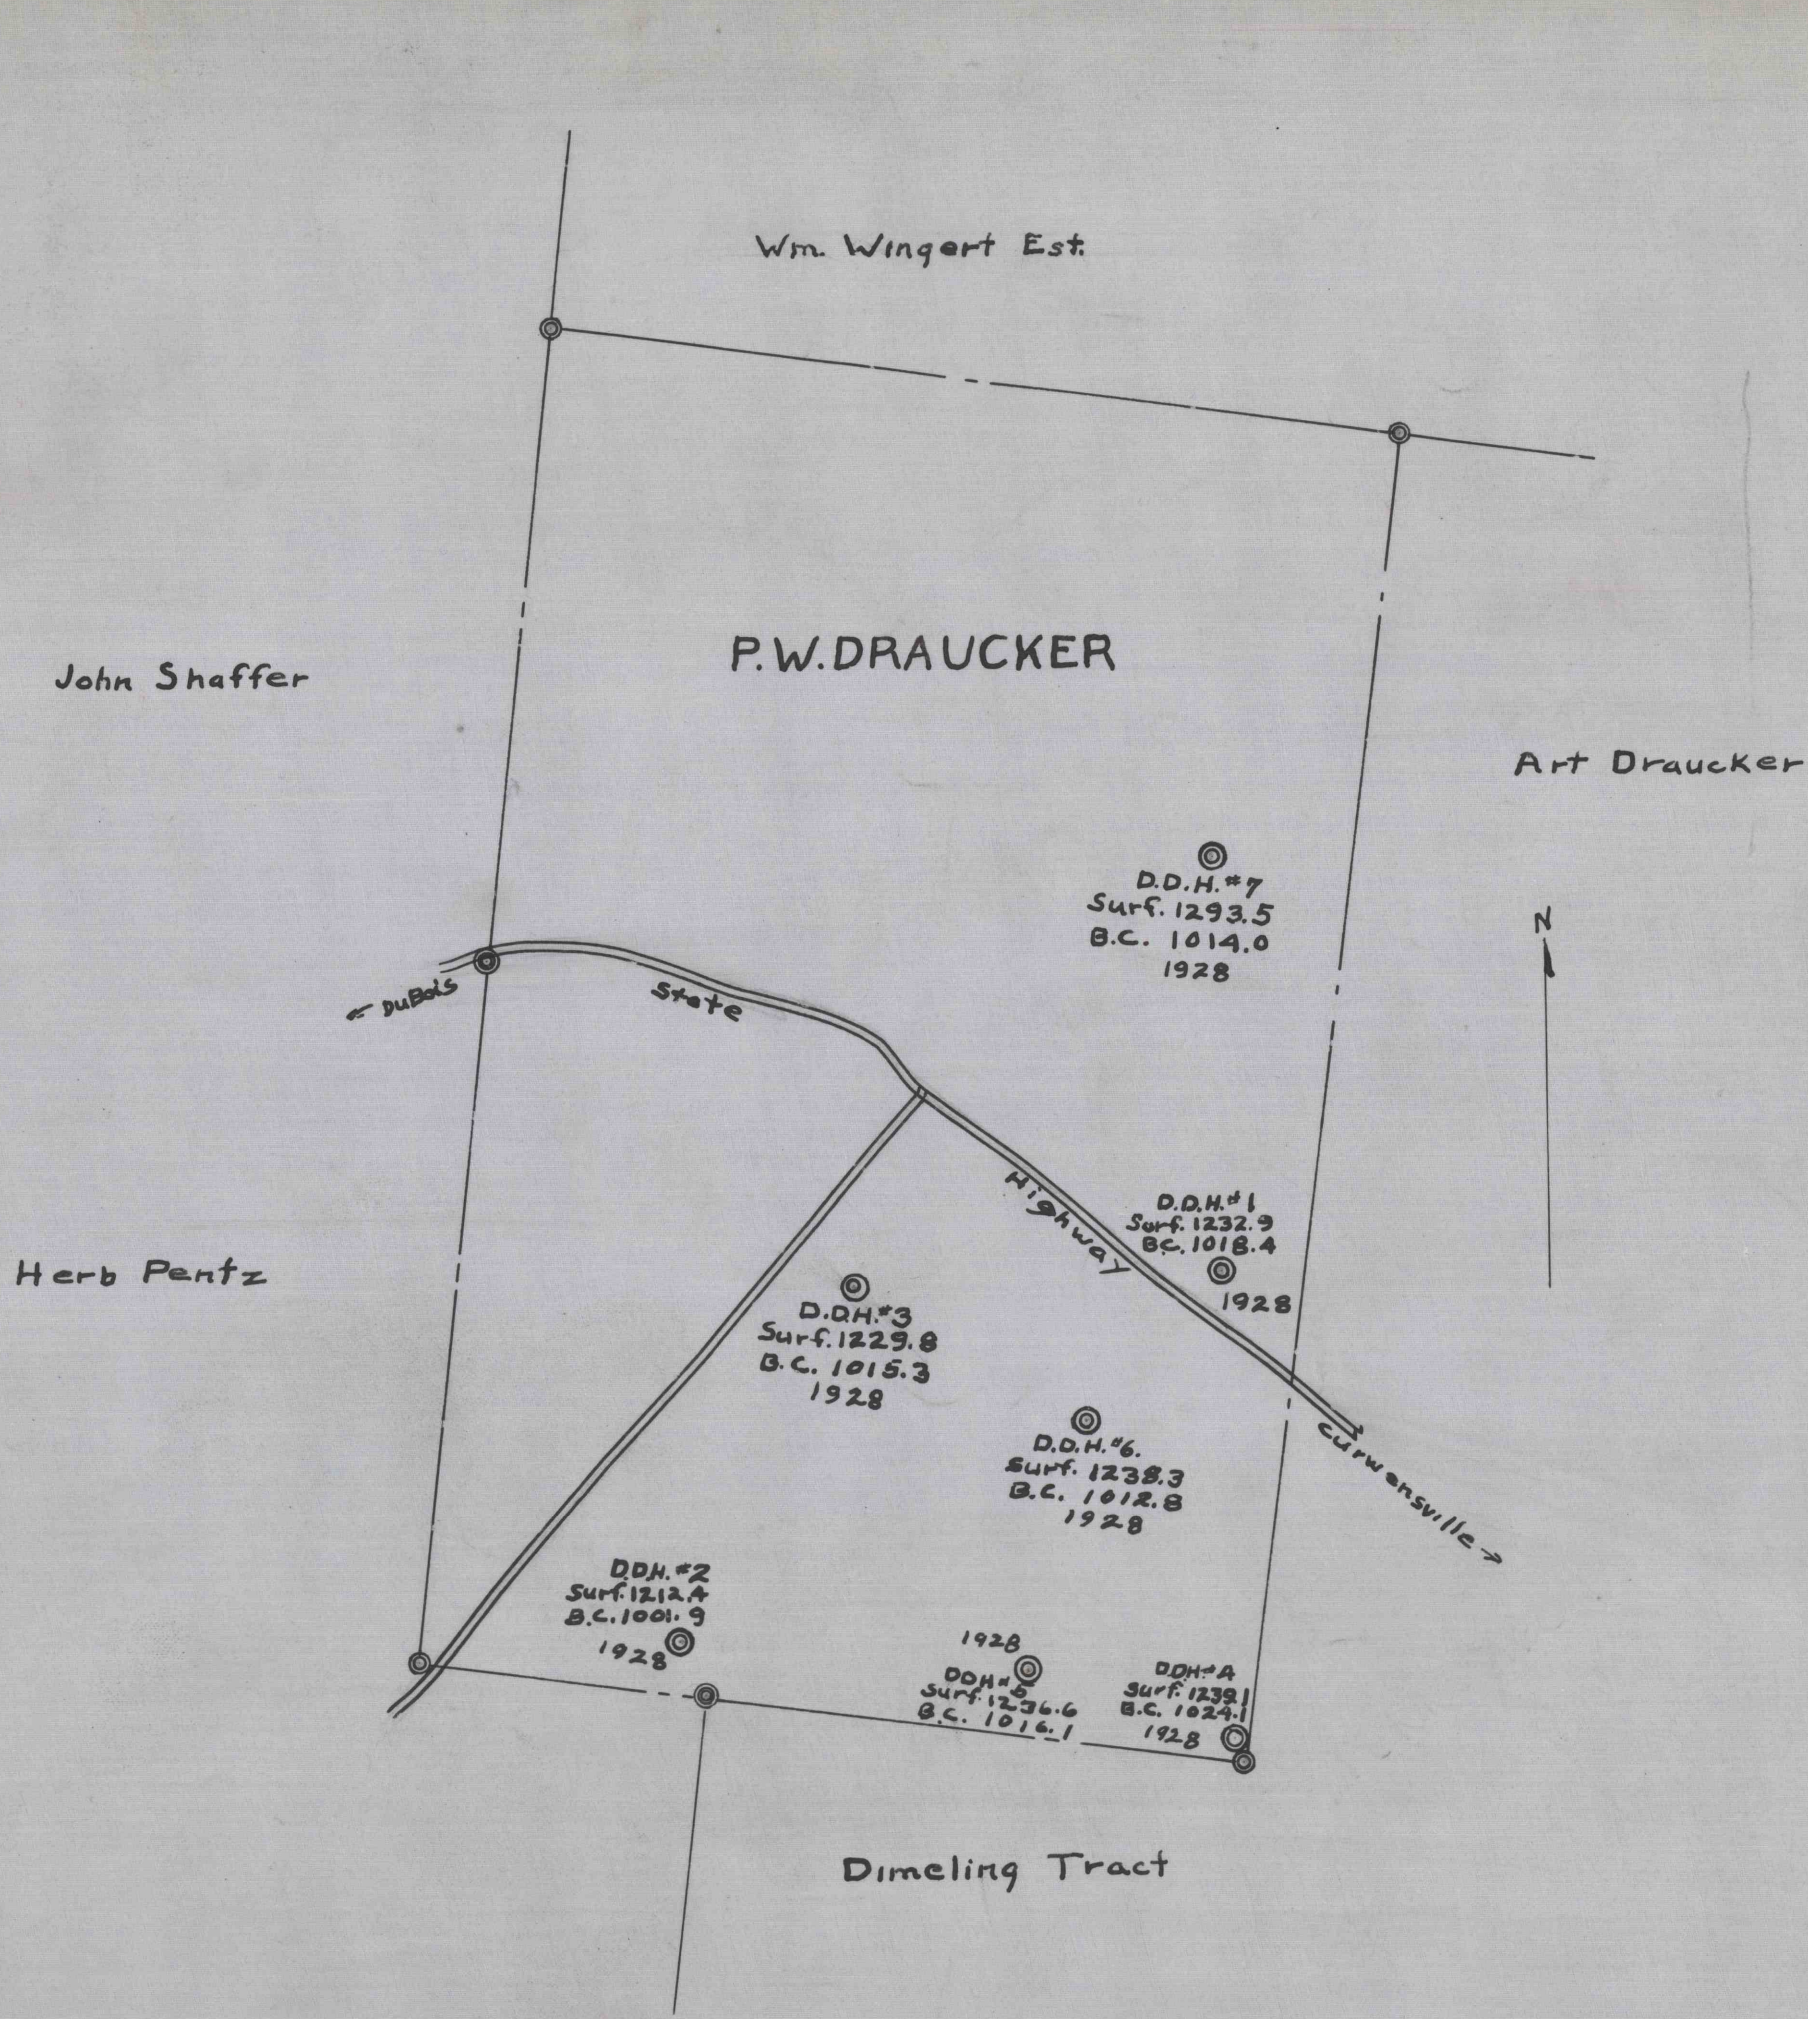 Wm. Wingert Est.
P.W. DRAUCKER
John Shaffer
Art Draucker
D.D.H. #7
Surf. 1293.5
B.C. 1014.0
1928
N
← DuBois
State
Highway
D.D.H. #1
Surf. 1232.9
B.C. 1018.4
1928
Herb Pentz
D.D.H. #3
Surf. 1229.8
B.C. 1015.3
1928
Curwensville →
D.D.H. #6.
Surf. 1238.3
B.C. 1012.8
1928
D.D.H. #2
Surf. 1212.4
B.C. 1001.9
1928
1928
DDH #5
Surf. 1236.6
B.C. 1016.1
D.D.H. #4
Surf. 1239.1
B.C. 1024.1
1928
Dimeling Tract